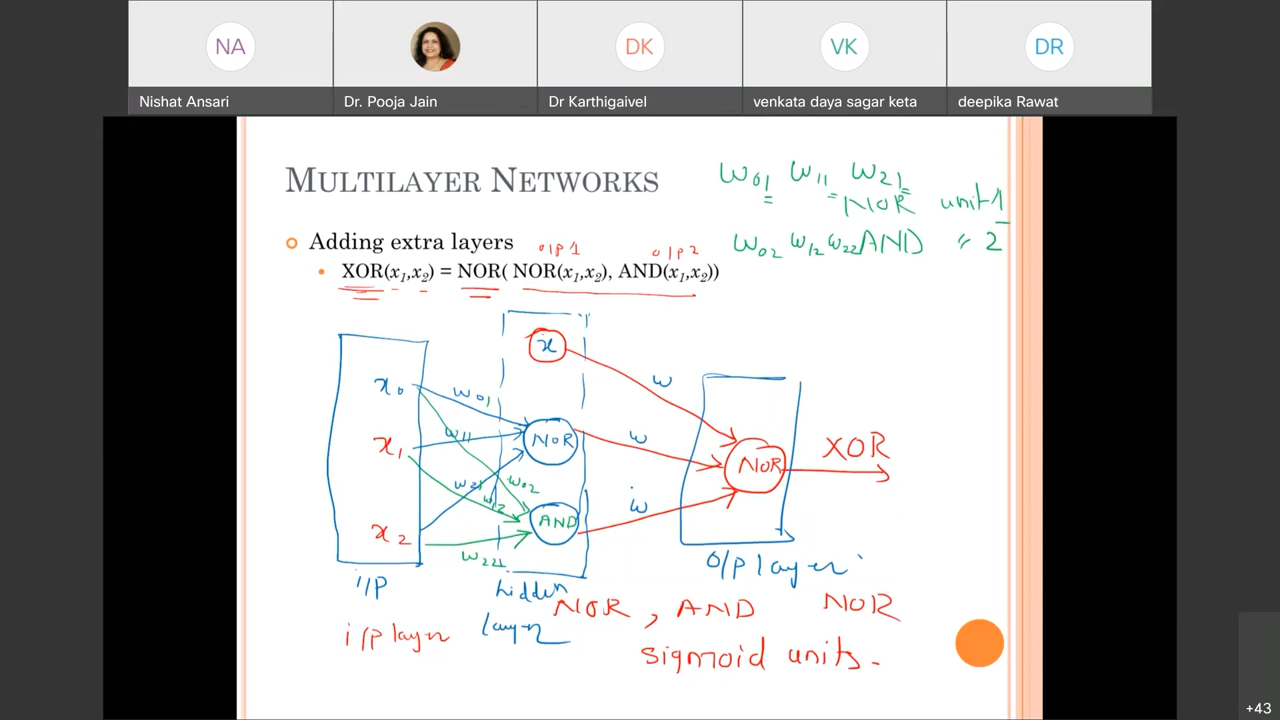 NA
DK
VK
DR
Nishat Ansari
Dr. Pooja Jain
Dr Karthigaivel
venkata daya sagar keta
deepika Rawat
MULTILAYER NETWORKS
w01 w11 w21
NOR unit 1
Adding extra layers
o/p 1 o/p 2
w02 w12 w22 AND " 2
XOR(x1,x2) = NOR( NOR(x1,x2), AND(x1,x2))
x
w
x0 w01
w11 NOR w
x1 NOR XOR
w21 w02
w12
x2 AND w
w22
i/p hidden layer o/p layer
i/p layer NOR , AND NOR
sigmoid units.
+43